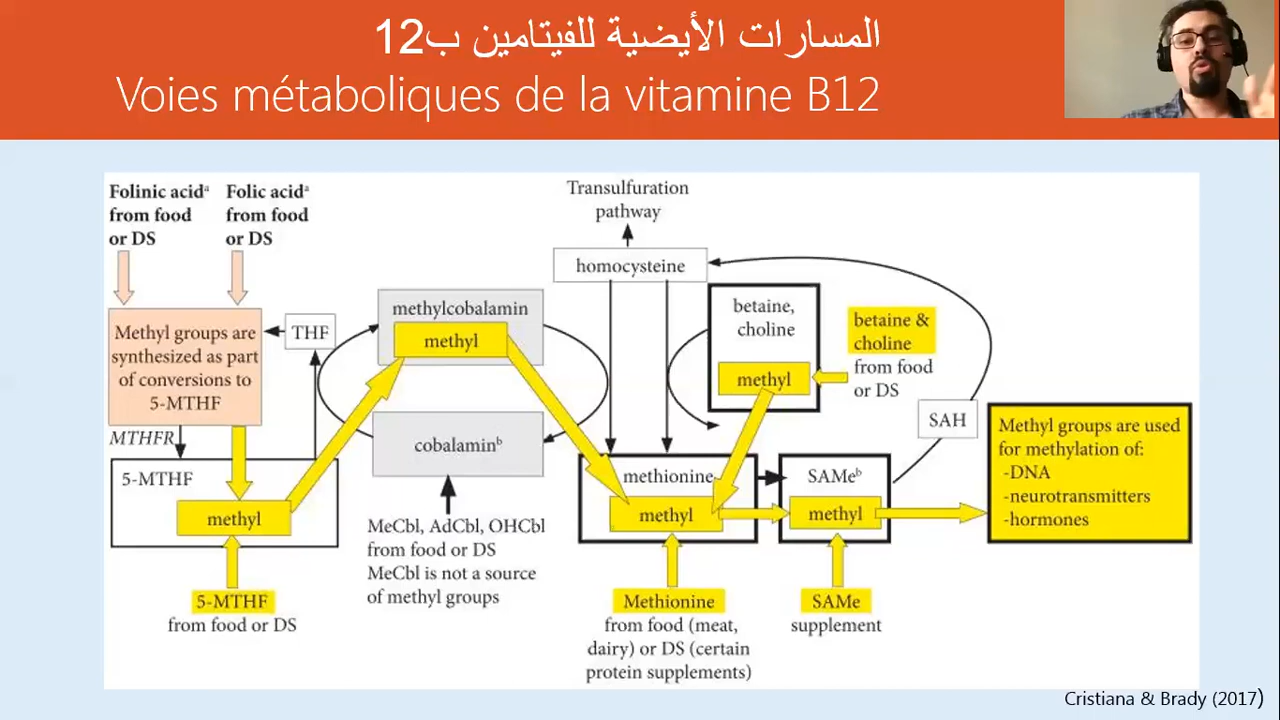 المسارات الأيضية للفيتامين ب12
Voies métaboliques de la vitamine B12
Folinic acidᵃ
from food
or DS
Folic acidᵃ
from food
or DS
Transulfuration
pathway
homocysteine
methylcobalamin
methyl
betaine,
choline
methyl
betaine &
choline
from food
or DS
Methyl groups are
synthesized as part
of conversions to
5-MTHF
THF
MTHFR
5-MTHF
methyl
5-MTHF
from food or DS
cobalaminᵇ
MeCbl, AdCbl, OHCbl
from food or DS
MeCbl is not a source
of methyl groups
methionine
methyl
Methionine
from food (meat,
dairy) or DS (certain
protein supplements)
SAMeᵇ
methyl
SAMe
supplement
SAH
Methyl groups are used
for methylation of:
-DNA
-neurotransmitters
-hormones
Cristiana & Brady (2017)